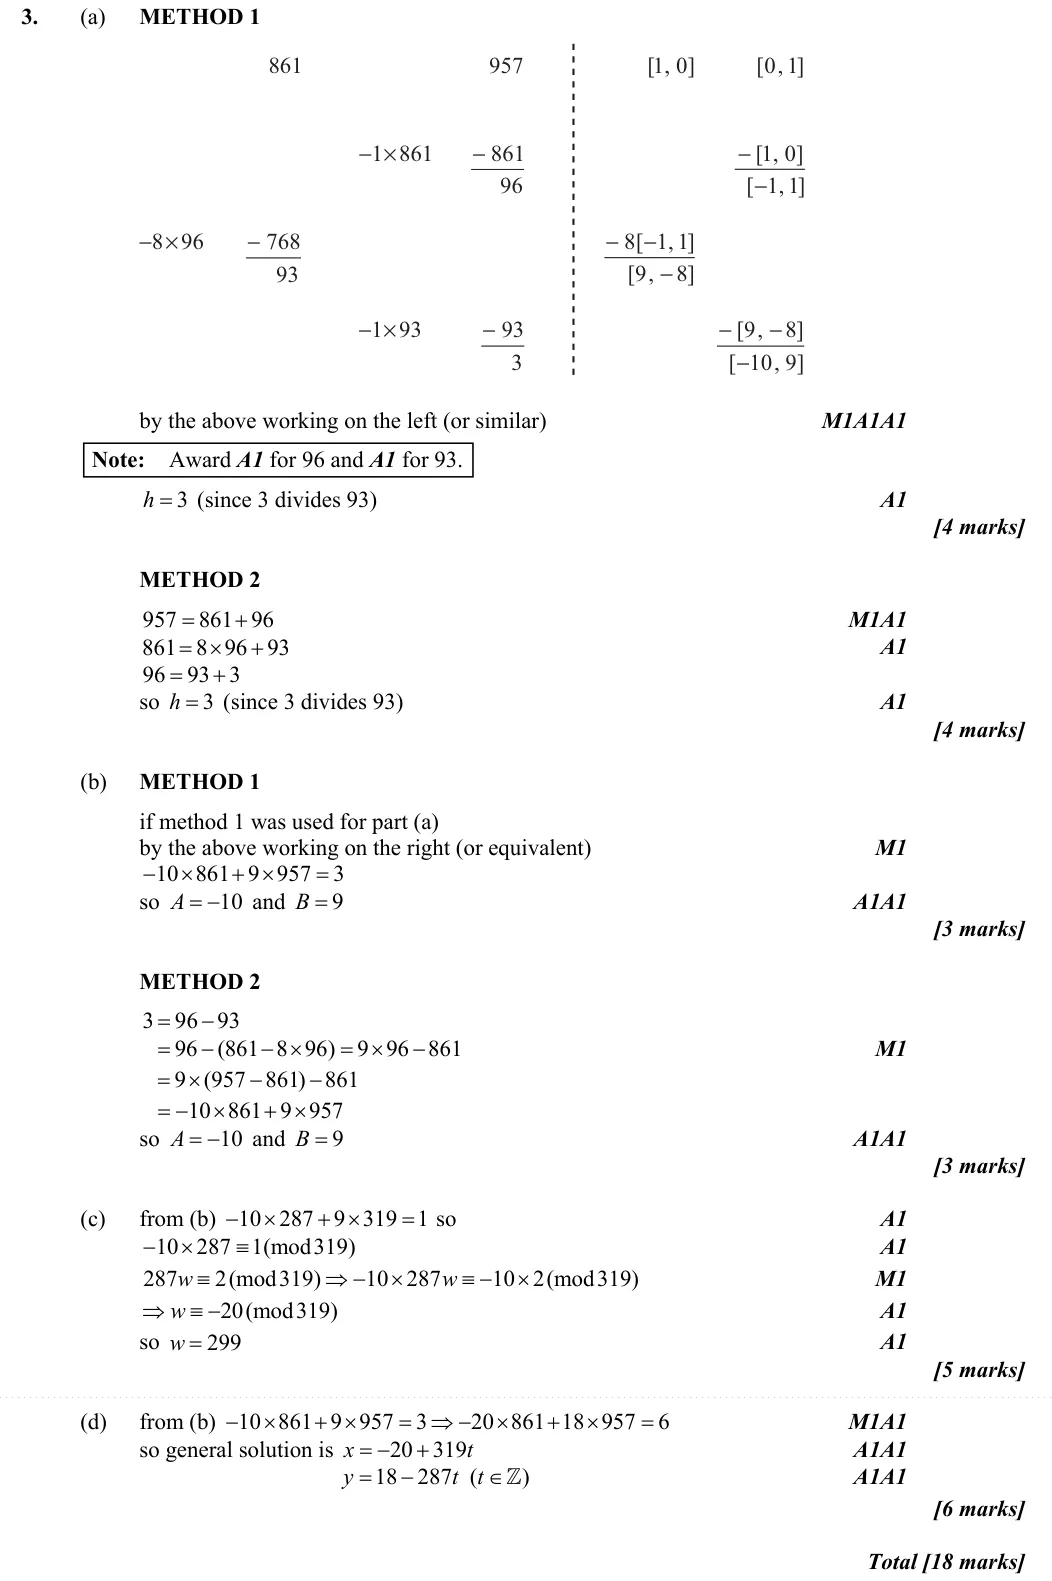 3. (a) METHOD 1
861 957 [1, 0] [0, 1]
−1×861 − 861 − [1, 0]
96 [−1, 1]
−8×96 − 768 − 8[−1, 1]
93 [9, − 8]
−1×93 − 93 − [9, − 8]
3 [−10, 9]
by the above working on the left (or similar) M1A1A1
Note: Award A1 for 96 and A1 for 93.
h = 3 (since 3 divides 93) A1
[4 marks]
METHOD 2
957 = 861 + 96 M1A1
861 = 8×96 + 93 A1
96 = 93 + 3
so h = 3 (since 3 divides 93) A1
[4 marks]
(b) METHOD 1
if method 1 was used for part (a)
by the above working on the right (or equivalent) M1
−10×861 + 9×957 = 3
so A = −10 and B = 9 A1A1
[3 marks]
METHOD 2
3 = 96 − 93
= 96 − (861 − 8×96) = 9×96 − 861 M1
= 9×(957 − 861) − 861
= −10×861 + 9×957
so A = −10 and B = 9 A1A1
[3 marks]
(c) from (b) −10×287 + 9×319 = 1 so A1
−10×287 ≡ 1(mod319) A1
287w ≡ 2(mod319) ⇒ −10×287w ≡ −10×2(mod319) M1
⇒ w ≡ −20(mod319) A1
so w = 299 A1
[5 marks]
(d) from (b) −10×861 + 9×957 = 3 ⇒ −20×861 + 18×957 = 6 M1A1
so general solution is x = −20 + 319t A1A1
y = 18 − 287t (t ∈ ℤ) A1A1
[6 marks]
Total [18 marks]